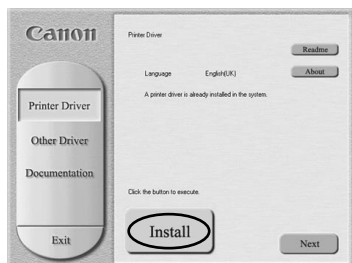 Canon
Printer Driver
Other Driver
Documentation
Exit
Printer Driver
Readme
Language English(UK)
About
A printer driver is already installed in the system.
Click the button to execute.
Install
Next